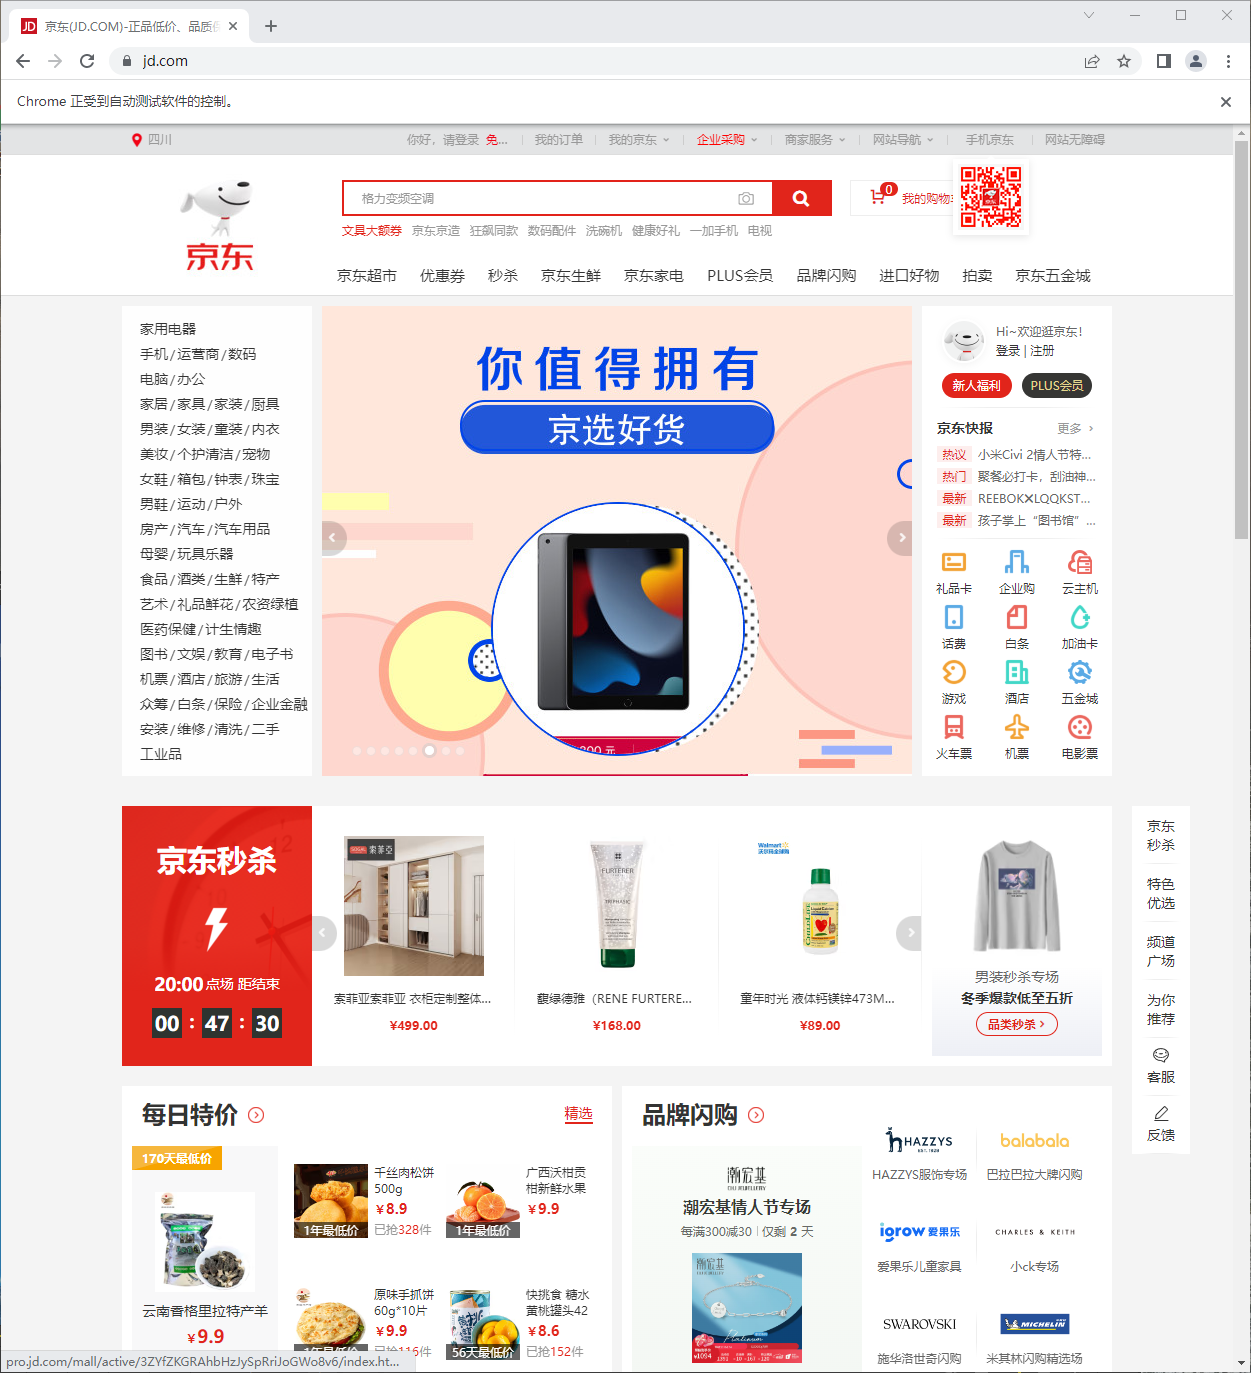 京东(JD.COM)-正品低价、品质
jd.com
Chrome 正受到自动测试软件的控制。
四川
你好，请登录 免...
我的订单
我的京东
企业采购
商家服务
网站导航
手机京东
网站无障碍
京东
格力变频空调
0
我的购物
文具大额券 京东京造 狂飙同款 数码配件 洗碗机 健康好礼 一加手机 电视
京东超市 优惠券 秒杀 京东生鲜 京东家电 PLUS会员 品牌闪购 进口好物 拍卖 京东五金城
家用电器
手机/运营商/数码
电脑/办公
家居/家具/家装/厨具
男装/女装/童装/内衣
美妆/个护清洁/宠物
女鞋/箱包/钟表/珠宝
男鞋/运动/户外
房产/汽车/汽车用品
母婴/玩具乐器
食品/酒类/生鲜/特产
艺术/礼品鲜花/农资绿植
医药保健/计生情趣
图书/文娱/教育/电子书
机票/酒店/旅游/生活
众筹/白条/保险/企业金融
安装/维修/清洗/二手
工业品
你值得拥有
京选好货
Hi~欢迎逛京东!
登录 | 注册
新人福利
PLUS会员
京东快报
更多
热议 小米Civi 2情人节特...
热门 聚餐必打卡，刮油神...
最新 REEBOK✕LQQKST...
最新 孩子掌上“图书馆”...
礼品卡 企业购 云主机
话费 白条 加油卡
游戏 酒店 五金城
火车票 机票 电影票
京东秒杀
20:00 点场 距结束
00 : 47 : 30
索菲亚
索菲亚索菲亚 衣柜定制整体...
¥499.00
FURTERER
TRIPHASIC
馥绿德雅（RENE FURTERE...
¥168.00
Walmart
沃尔玛全球购
CHILDLIFE
童年时光 液体钙镁锌473M...
¥89.00
男装秒杀专场
冬季爆款低至五折
品类秒杀
京东
秒杀
特色
优选
频道
广场
为你
推荐
客服
反馈
每日特价
精选
170天最低价
云南香格里拉特产羊
¥9.9
千丝肉松饼
500g
¥8.9
已抢328件
1年最低价
广西沃柑贡
柑新鲜水果
¥9.9
1年最低价
原味手抓饼
60g*10片
¥9.9
已抢116件
1年最低价
快挑食 糖水
黄桃罐头42
¥8.6
已抢152件
56天最低价
品牌闪购
潮宏基
潮宏基情人节专场
每满300减30 | 仅剩 2 天
潮宏基
Platinum
¥1094
HAZZYS
EST. 1928
HAZZYS服饰专场
balabala
巴拉巴拉大牌闪购
igrow 爱果乐
爱果乐儿童家具
CHARLES & KEITH
小ck专场
SWAROVSKI
施华洛世奇闪购
MICHELIN
米其林闪购精选场
pro.jd.com/mall/active/3ZYfZKGRAhbHzJySpRriJoGWo8v6/index.ht...